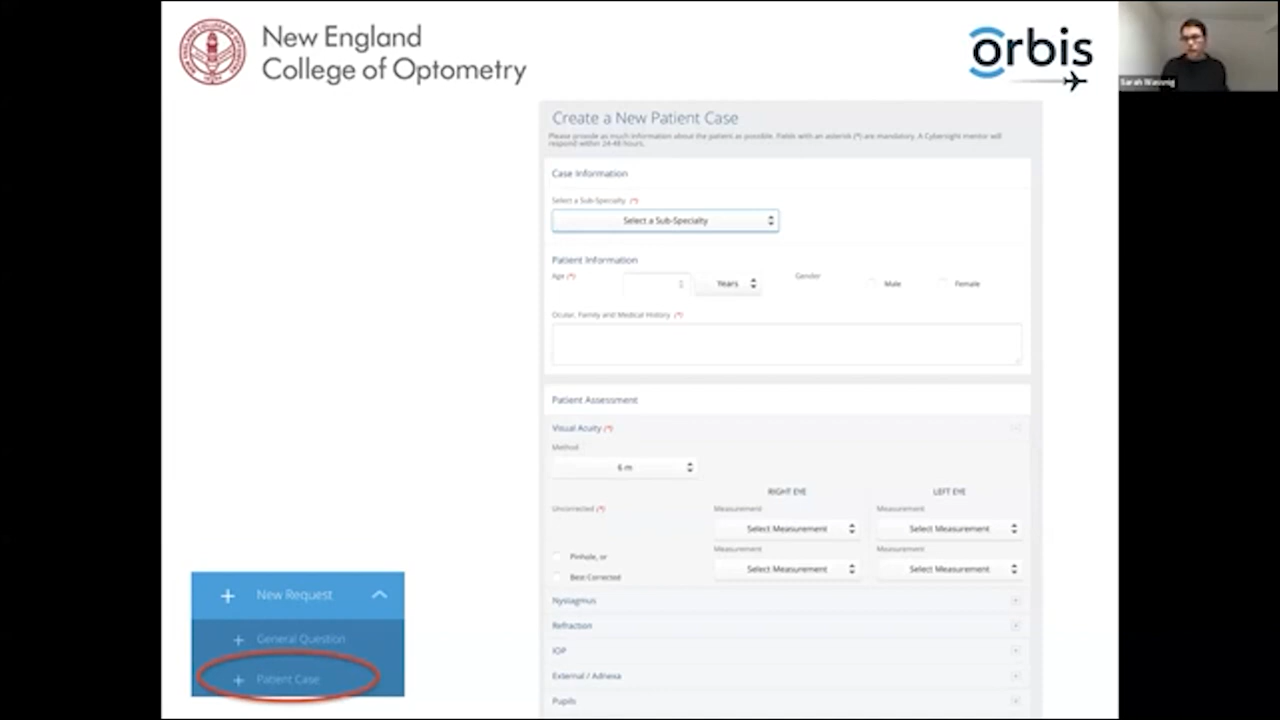 New England
College of Optometry
orbis
Sarah Wassnig
Create a New Patient Case
Please provide as much information about the patient as possible. Fields with an asterisk (*) are mandatory. A Cybersight mentor will
respond within 24-48 hours.
Case Information
Select a Sub-Specialty (*)
Select a Sub-Specialty
Patient Information
Age (*)
Years
Gender
Male
Female
Ocular, Family and Medical History (*)
Patient Assessment
Visual Acuity (*)
Method
6 m
RIGHT EYE
LEFT EYE
Uncorrected (*)
Measurement
Measurement
Select Measurement
Select Measurement
Pinhole, or
Measurement
Measurement
Best Corrected
Select Measurement
Select Measurement
Nystagmus
Refraction
IOP
External / Adnexa
Pupils
+ New Request
+ General Question
+ Patient Case